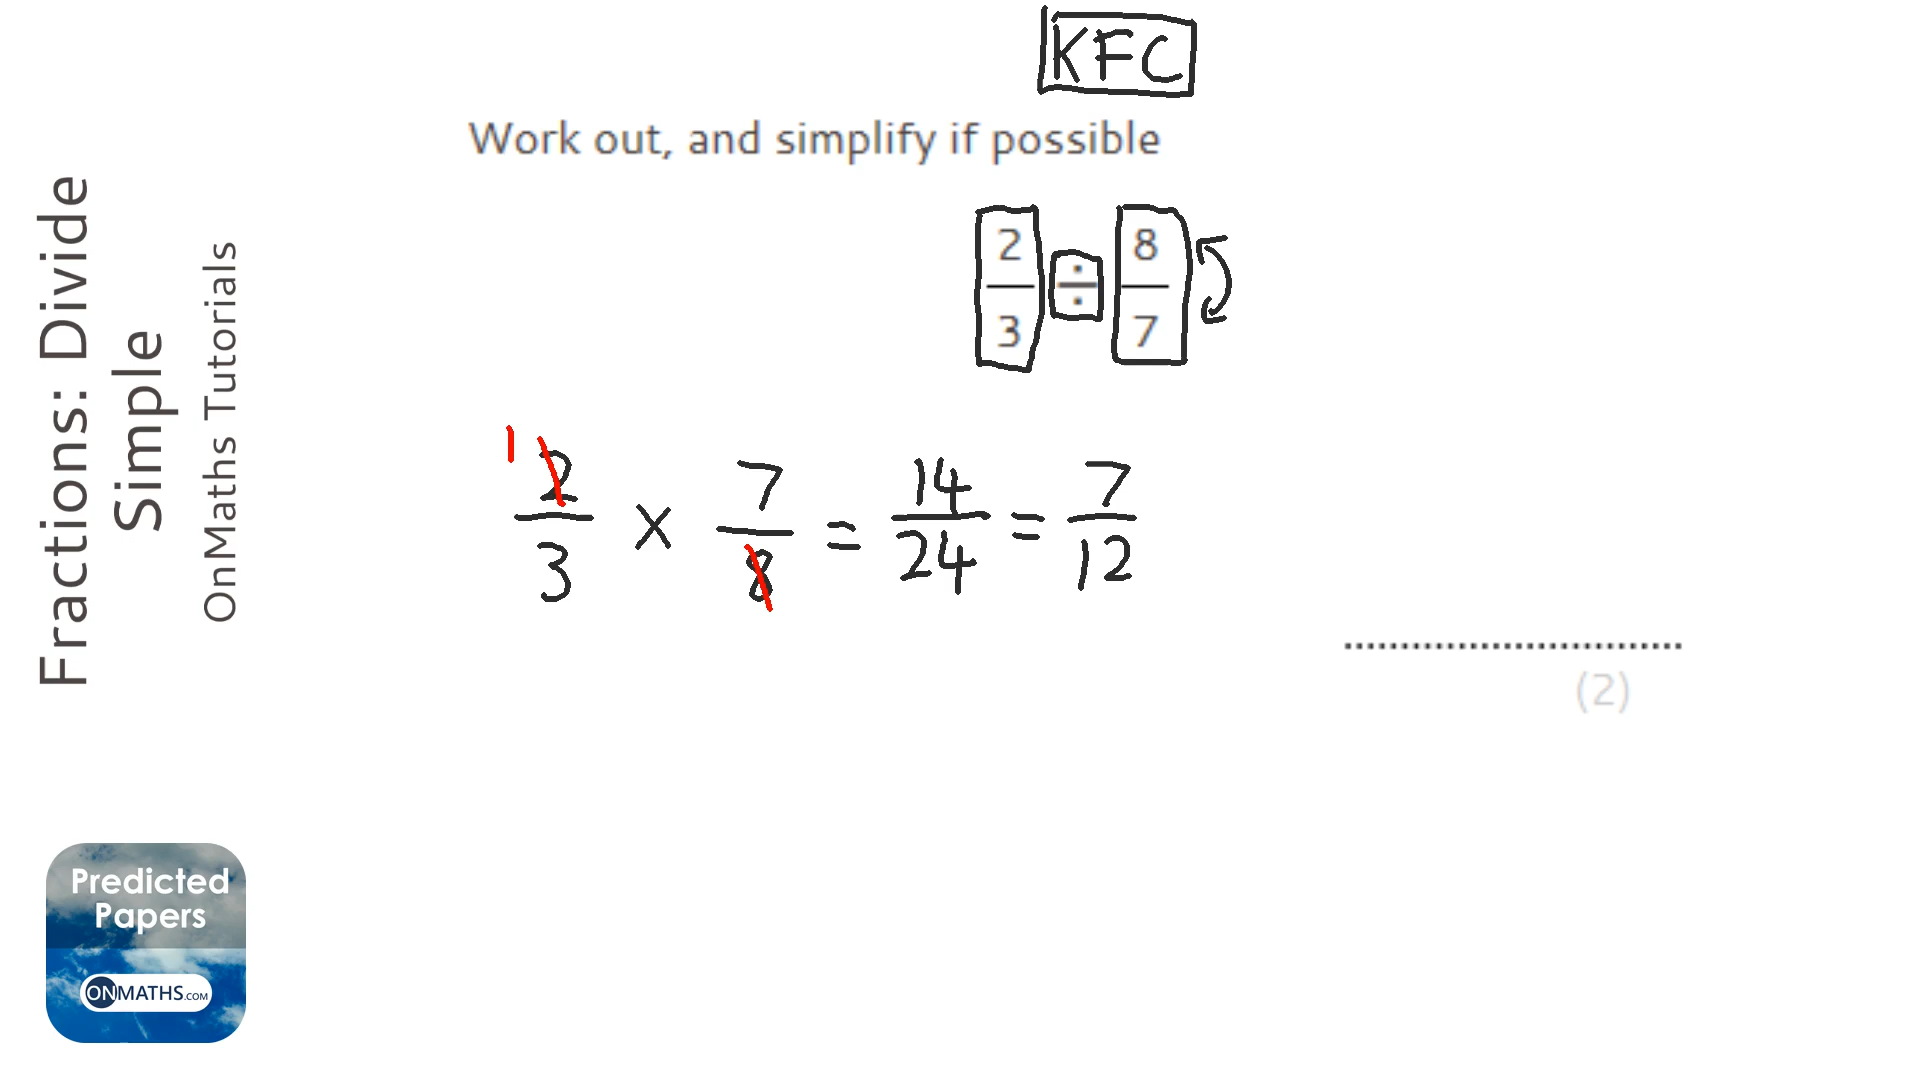 KFC
Work out, and simplify if possible
2/3 ÷ 8/7
1
2/3 × 7/8 = 14/24 = 7/12
(2)
Fractions: Divide
Simple
OnMaths Tutorials
Predicted
Papers
ONMATHS.COM